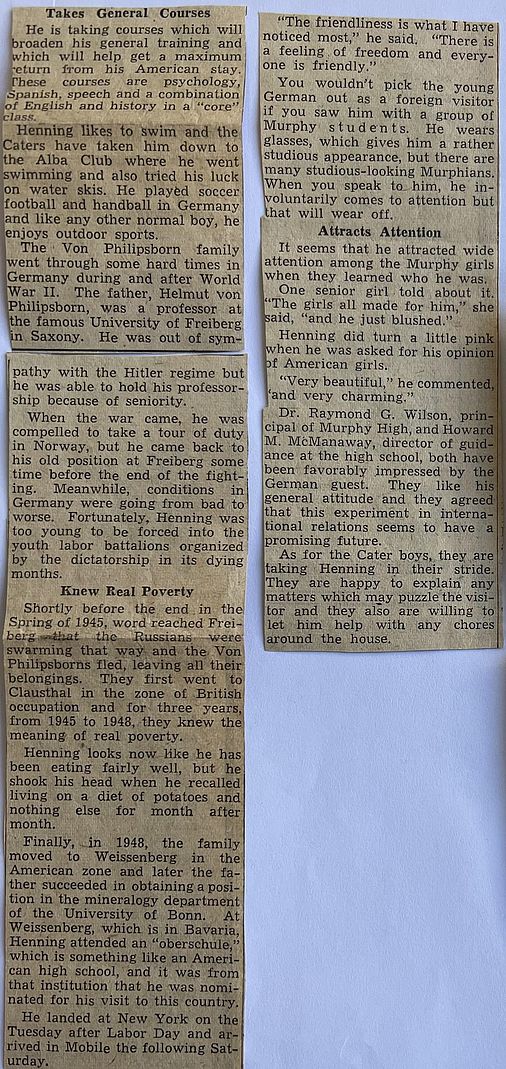 Takes General Courses
He is taking courses which will
broaden his general training and
which will help get a maximum
return from his American stay.
These courses are psychology,
Spanish, speech and a combination
of English and history in a "core"
class.
Henning likes to swim and the
Caters have taken him down to
the Alba Club where he went
swimming and also tried his luck
on water skis. He played soccer
football and handball in Germany
and like any other normal boy, he
enjoys outdoor sports.
The Von Philipsborn family
went through some hard times in
Germany during and after World
War II. The father, Helmut von
Philipsborn, was a professor at
the famous University of Freiberg
in Saxony. He was out of sym-
pathy with the Hitler regime but
he was able to hold his professor-
ship because of seniority.
When the war came, he was
compelled to take a tour of duty
in Norway, but he came back to
his old position at Freiberg some
time before the end of the fight-
ing. Meanwhile, conditions in
Germany were going from bad to
worse. Fortunately, Henning was
too young to be forced into the
youth labor battalions organized
by the dictatorship in its dying
months.
Knew Real Poverty
Shortly before the end in the
Spring of 1945, word reached Frei-
berg that the Russians were
swarming that way and the Von
Philipsborns fled, leaving all their
belongings. They first went to
Clausthal in the zone of British
occupation and for three years,
from 1945 to 1948, they knew the
meaning of real poverty.
Henning looks now like he has
been eating fairly well, but he
shook his head when he recalled
living on a diet of potatoes and
nothing else for month after
month.
Finally, in 1948, the family
moved to Weissenberg in the
American zone and later the fa-
ther succeeded in obtaining a posi-
tion in the mineralogy department
of the University of Bonn. At
Weissenberg, which is in Bavaria,
Henning attended an "oberschule,"
which is something like an Ameri-
can high school, and it was from
that institution that he was nomi-
nated for his visit to this country.
He landed at New York on the
Tuesday after Labor Day and ar-
rived in Mobile the following Sat-
urday.
"The friendliness is what I have
noticed most," he said. "There is
a feeling of freedom and every-
one is friendly."
You wouldn't pick the young
German out as a foreign visitor
if you saw him with a group of
Murphy students. He wears
glasses, which gives him a rather
studious appearance, but there are
many studious-looking Murphians.
When you speak to him, he in-
voluntarily comes to attention but
that will wear off.
Attracts Attention
It seems that he attracted wide
attention among the Murphy girls
when they learned who he was.
One senior girl told about it.
"The girls all made for him," she
said, "and he just blushed."
Henning did turn a little pink
when he was asked for his opinion
of American girls.
"Very beautiful," he commented,
"and very charming."
Dr. Raymond G. Wilson, prin-
cipal of Murphy High, and Howard
M. McManaway, director of guid-
ance at the high school, both have
been favorably impressed by the
German guest. They like his
general attitude and they agreed
that this experiment in interna-
tional relations seems to have a
promising future.
As for the Cater boys, they are
taking Henning in their stride.
They are happy to explain any
matters which may puzzle the visi-
tor and they also are willing to
let him help with any chores
around the house.